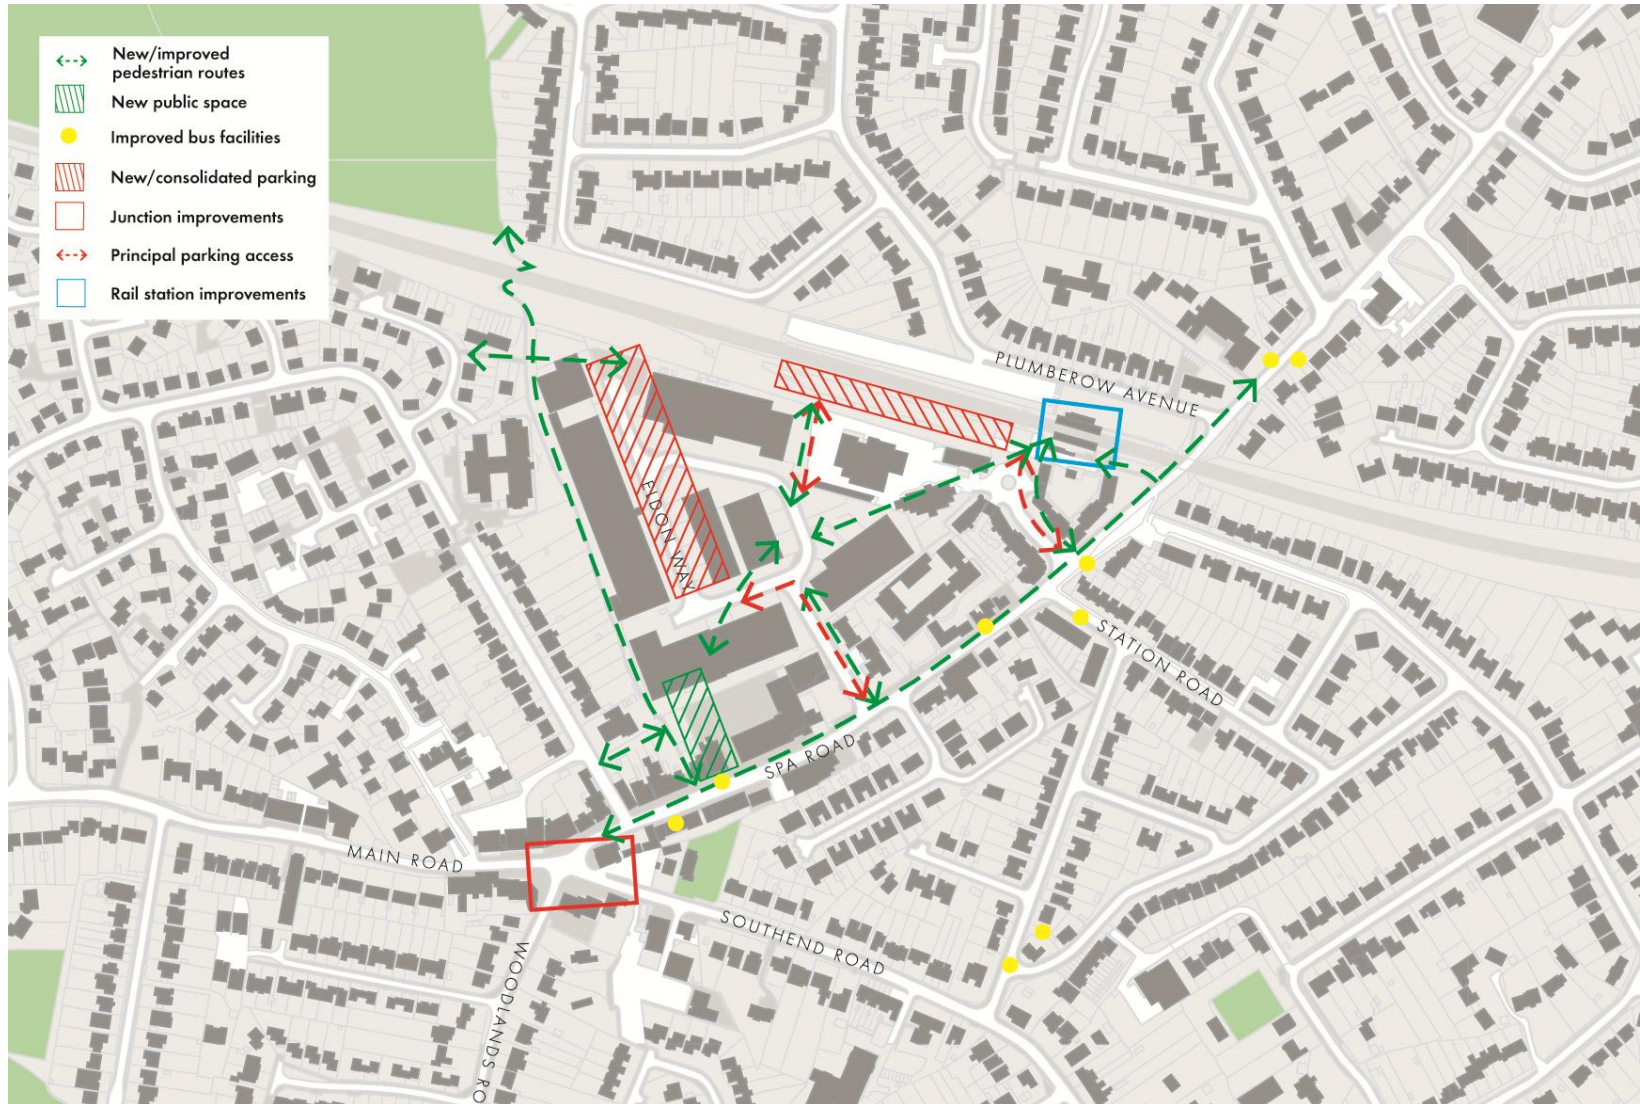 New/improved
pedestrian routes
New public space
Improved bus facilities
New/consolidated parking
Junction improvements
Principal parking access
Rail station improvements
PLUMBEROW AVENUE
ELDON WAY
STATION ROAD
SPA ROAD
MAIN ROAD
SOUTHEND ROAD
WOODLANDS RO